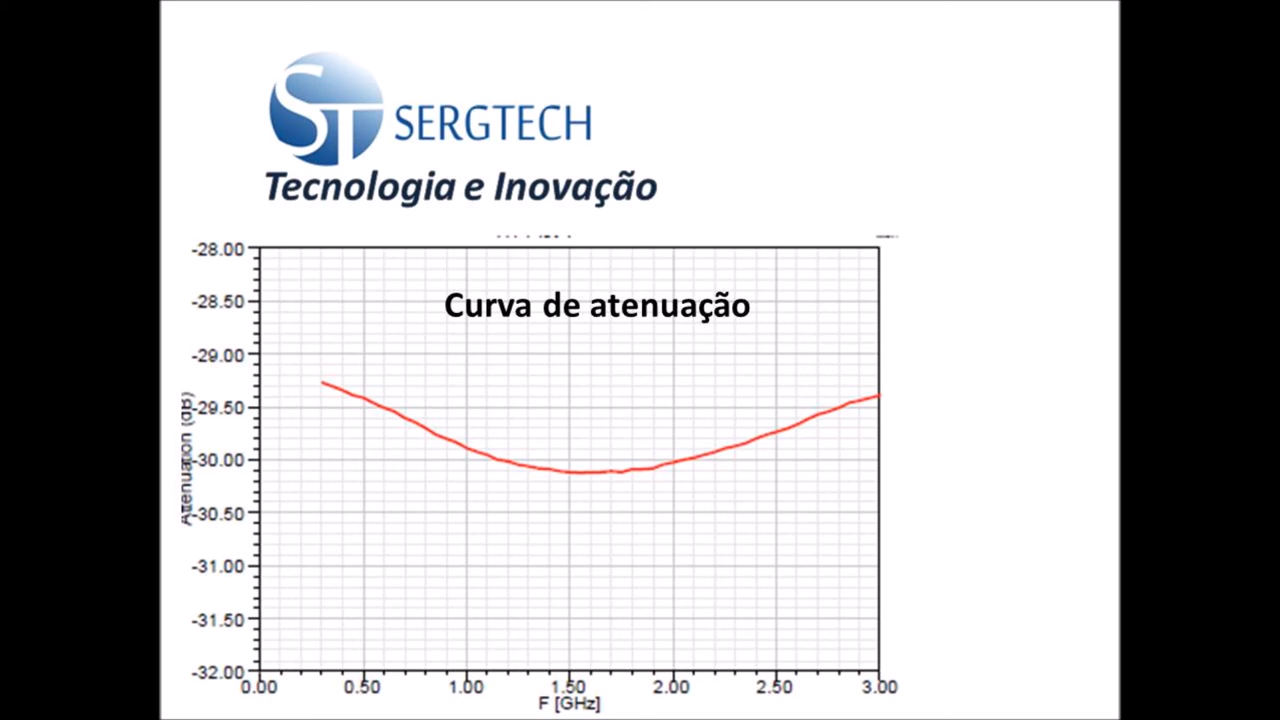 ST SERGTECH
Tecnologia e Inovação
Curva de atenuação
-28.00
-28.50
-29.00
-29.50
-30.00
-30.50
-31.00
-31.50
-32.00
Attenuation (dB)
0.00 0.50 1.00 1.50 2.00 2.50 3.00
F [GHz]